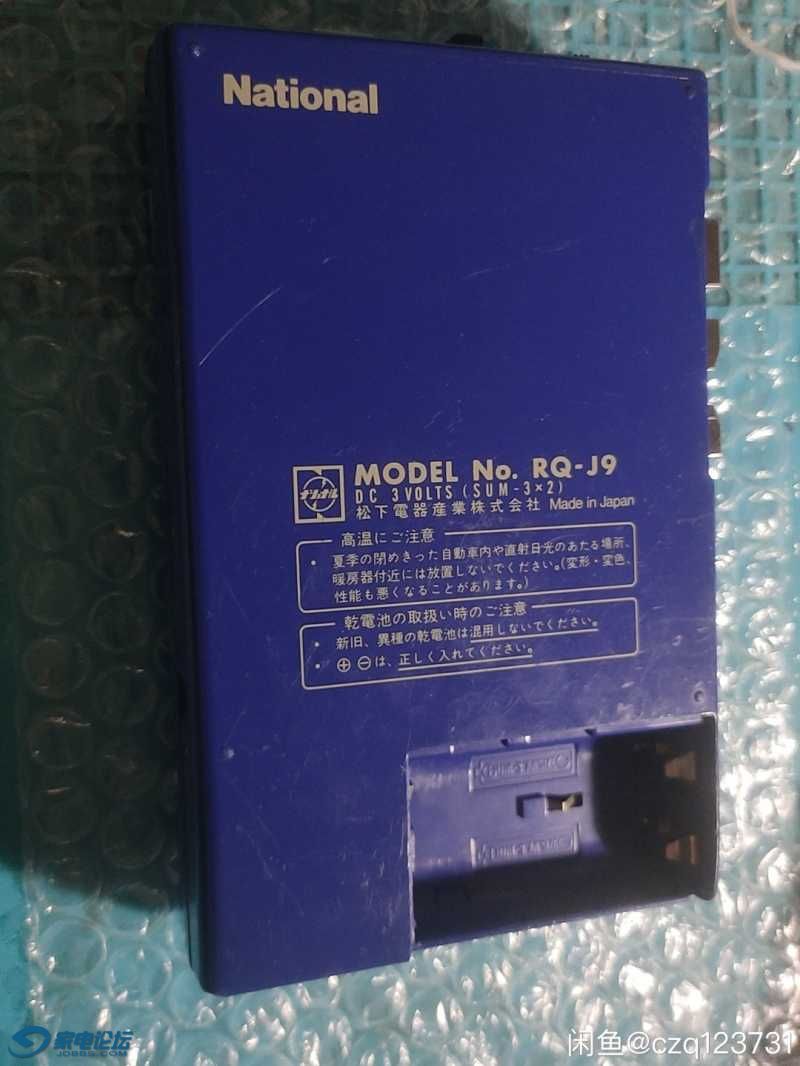 National
ナショナル
MODEL No. RQ-J9
DC 3VOLTS (SUM-3×2)
松下電器産業株式会社 Made in Japan
高温にご注意
・夏季の閉めきった自動車内や直射日光のあたる場所、
暖房器付近には放置しないでください。(変形・変色、
性能も悪くなることがあります。)
乾電池の取扱い時のご注意
・新旧、異種の乾電池は混用しないでください。
・⊕⊖は、正しく入れてください。
家电论坛
JDBBS.COM
闲鱼@czq123731